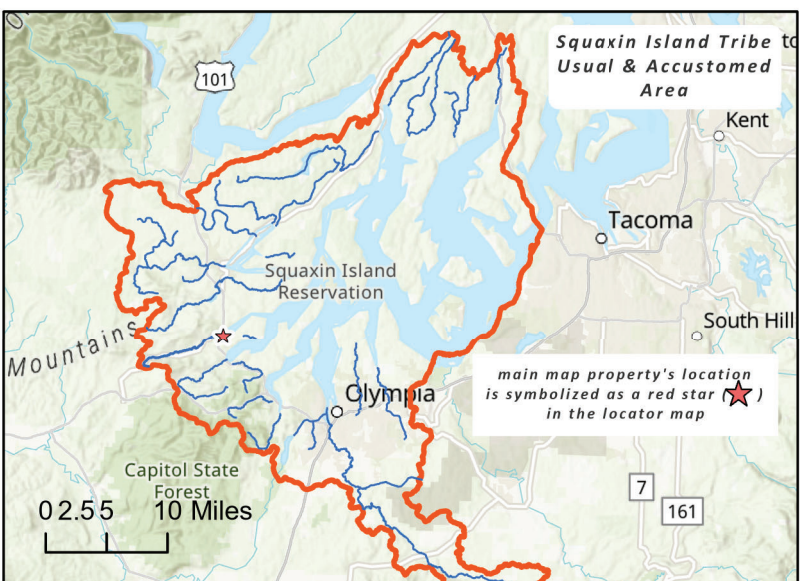 Squaxin Island Tribe
Usual & Accustomed
Area
101
Kent
Tacoma
Squaxin Island
Reservation
South Hill
Mountains
main map property's location
is symbolized as a red star ( )
in the locator map
Olympia
Capitol State
Forest
7
161
0 2.5 5 10 Miles